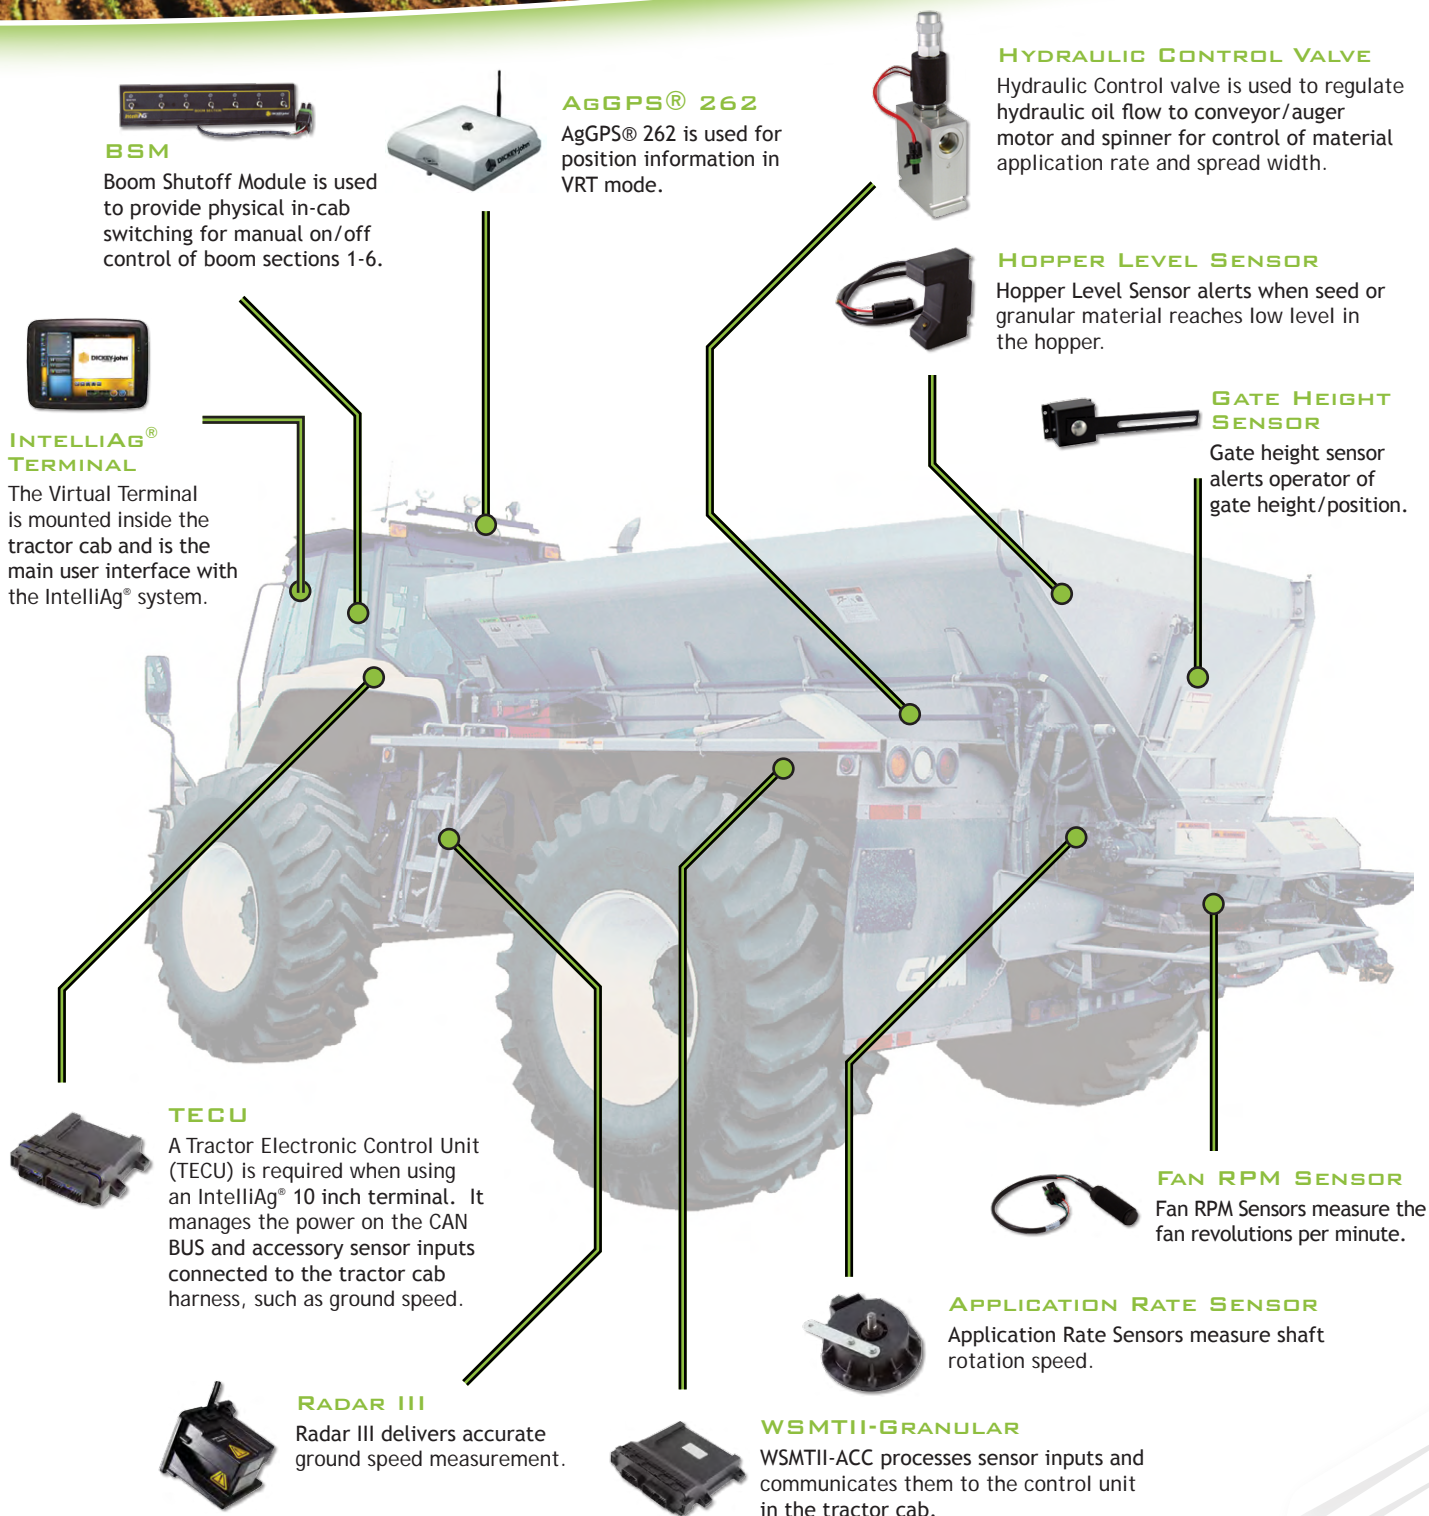 BSM
Boom Shutoff Module is used
to provide physical in-cab
switching for manual on/off
control of boom sections 1-6.
AgGPS® 262
AgGPS® 262 is used for
position information in
VRT mode.
Hydraulic Control Valve
Hydraulic Control valve is used to regulate
hydraulic oil flow to conveyor/auger
motor and spinner for control of material
application rate and spread width.
Hopper Level Sensor
Hopper Level Sensor alerts when seed or
granular material reaches low level in
the hopper.
Gate Height
Sensor
Gate height sensor
alerts operator of
gate height/position.
DICKEY-john
IntelliAg®
Terminal
The Virtual Terminal
is mounted inside the
tractor cab and is the
main user interface with
the IntelliAg® system.
TECU
A Tractor Electronic Control Unit
(TECU) is required when using
an IntelliAg® 10 inch terminal. It
manages the power on the CAN
BUS and accessory sensor inputs
connected to the tractor cab
harness, such as ground speed.
Fan RPM Sensor
Fan RPM Sensors measure the
fan revolutions per minute.
Application Rate Sensor
Application Rate Sensors measure shaft
rotation speed.
Radar III
Radar III delivers accurate
ground speed measurement.
WSMTII-Granular
WSMTII-ACC processes sensor inputs and
communicates them to the control unit
in the tractor cab.